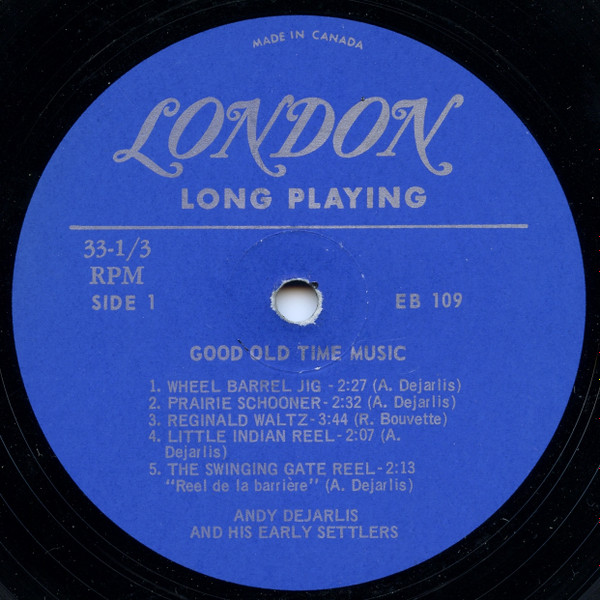 MADE IN CANADA
LONDON
LONG PLAYING
33-1/3
RPM
SIDE 1
EB 109
GOOD OLD TIME MUSIC
1. WHEEL BARREL JIG - 2:27 (A. Dejarlis)
2. PRAIRIE SCHOONER - 2:32 (A. Dejarlis)
3. REGINALD WALTZ - 3:44 (R. Bouvette)
4. LITTLE INDIAN REEL - 2:07 (A.
Dejarlis)
5. THE SWINGING GATE REEL - 2:13
"Reel de la barrière" (A. Dejarlis)
ANDY DEJARLIS
AND HIS EARLY SETTLERS